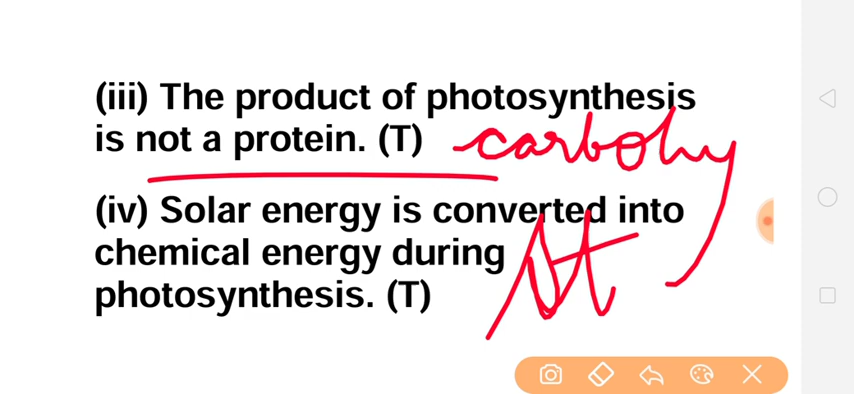 (iii) The product of photosynthesis
is not a protein. (T) carbohy
(iv) Solar energy is converted into
chemical energy during
photosynthesis. (T)